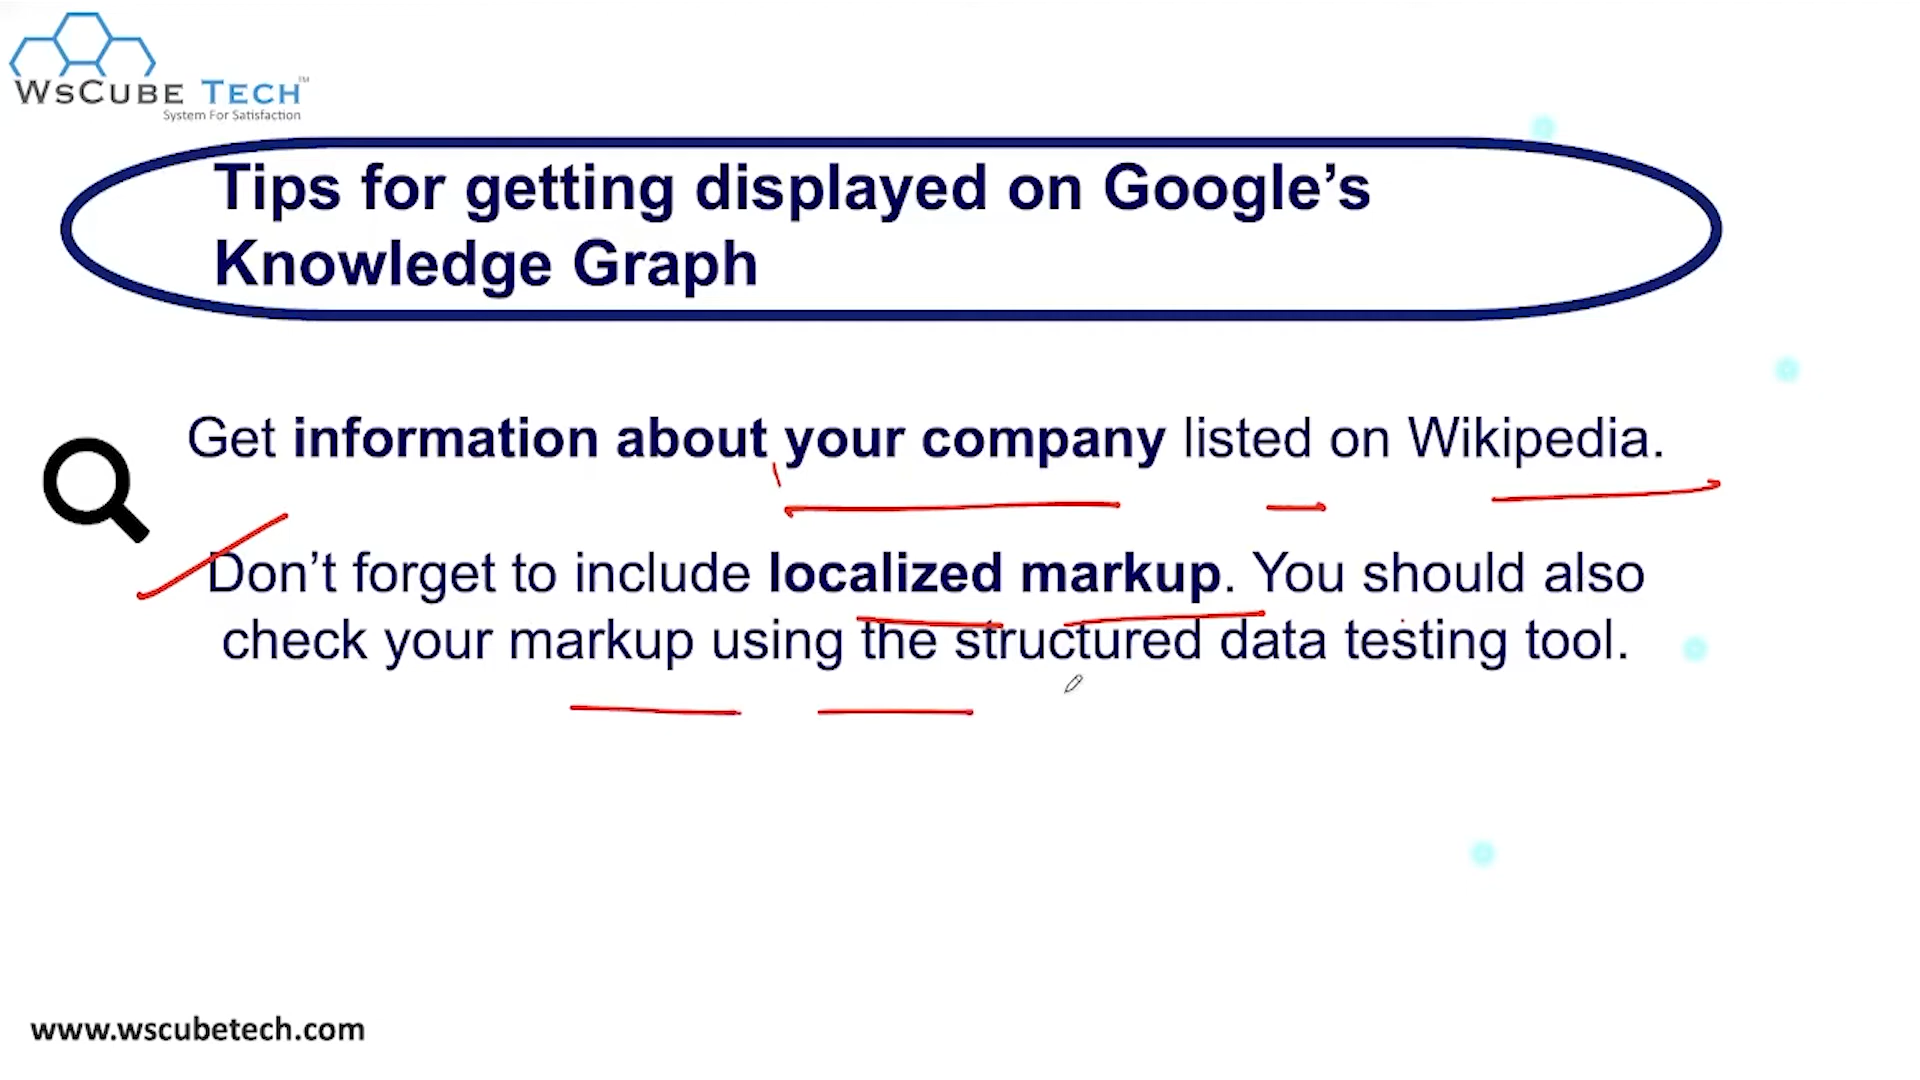 WsCube Tech™
System For Satisfaction
Tips for getting displayed on Google’s
Knowledge Graph
Get information about your company listed on Wikipedia.
Don’t forget to include localized markup. You should also
check your markup using the structured data testing tool.
www.wscubetech.com